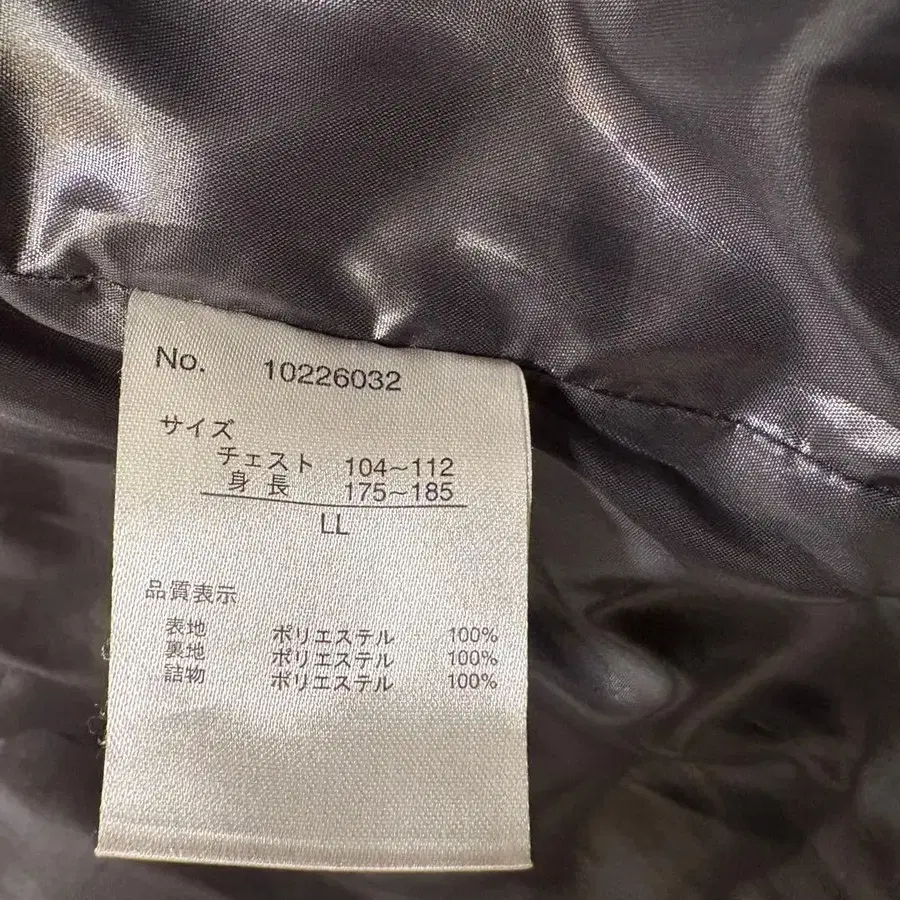 No. 10226032
サイズ
チェスト 104~112
身長 175~185
LL
品質表示
表地 ポリエステル 100%
裏地 ポリエステル 100%
詰物 ポリエステル 100%